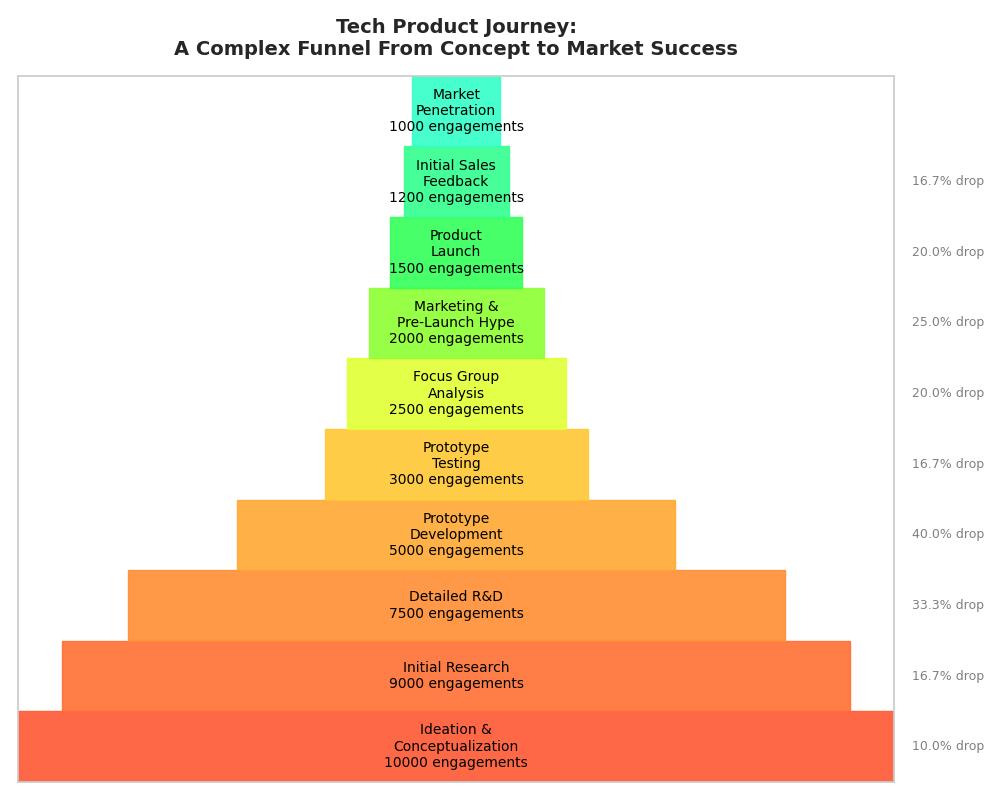 Tech Product Journey:
A Complex Funnel From Concept to Market Success
Market
Penetration
1000 engagements
Initial Sales
Feedback
1200 engagements
16.7% drop
Product
Launch
1500 engagements
20.0% drop
Marketing &
Pre-Launch Hype
2000 engagements
25.0% drop
Focus Group
Analysis
2500 engagements
20.0% drop
Prototype
Testing
3000 engagements
16.7% drop
Prototype
Development
5000 engagements
40.0% drop
Detailed R&D
7500 engagements
33.3% drop
Initial Research
9000 engagements
16.7% drop
Ideation &
Conceptualization
10000 engagements
10.0% drop